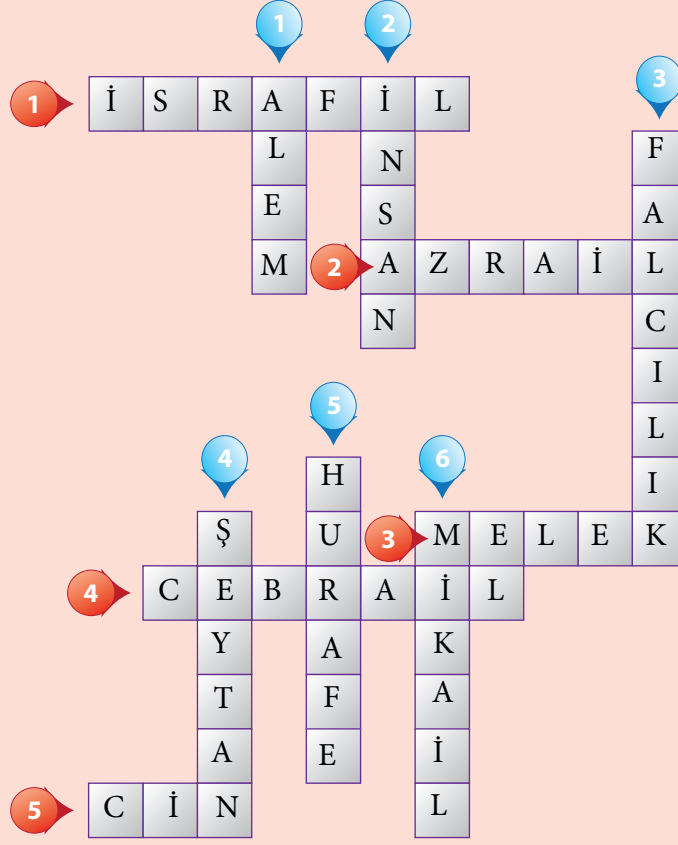 1 2
3
1 İ S R A F İ L
L N F
E S A
M 2 A Z R A İ L
N C
I
5 L
4 6 H I
Ş U 3 M E L E K
4 C E B R A İ L
Y A K
T F A
A E İ
5 C İ N L